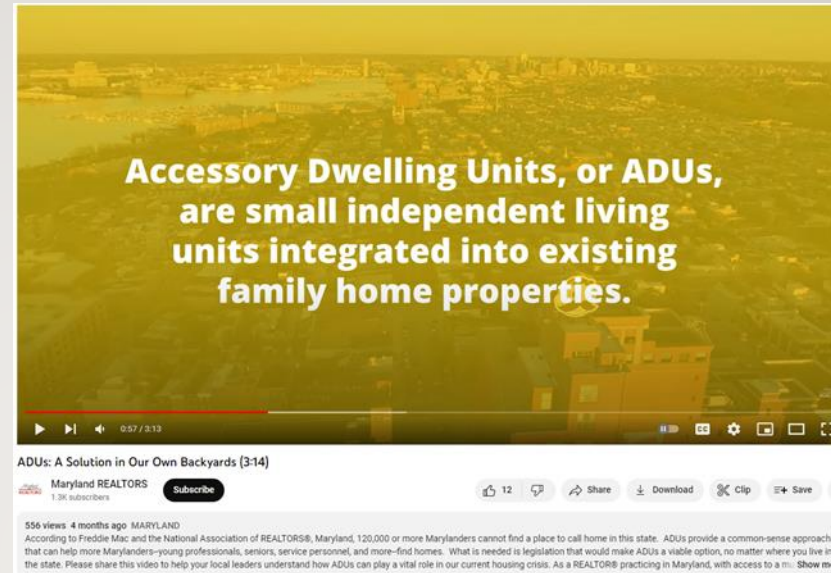 Accessory Dwelling Units, or ADUs,
are small independent living
units integrated into existing
family home properties.
0:57 / 3:13
CC
ADUs: A Solution in Our Own Backyards (3:14)
Maryland REALTORS
1.3K subscribers
Subscribe
12
Share
Download
Clip
Save
556 views 4 months ago MARYLAND
According to Freddie Mac and the National Association of REALTORS®, Maryland, 120,000 or more Marylanders cannot find a place to call home in this state. ADUs provide a common-sense approach
that can help more Marylanders–young professionals, seniors, service personnel, and more–find homes. What is needed is legislation that would make ADUs a viable option, no matter where you live in
the state. Please share this video to help your local leaders understand how ADUs can play a vital role in our current housing crisis. As a REALTOR® practicing in Maryland, with access to a Show